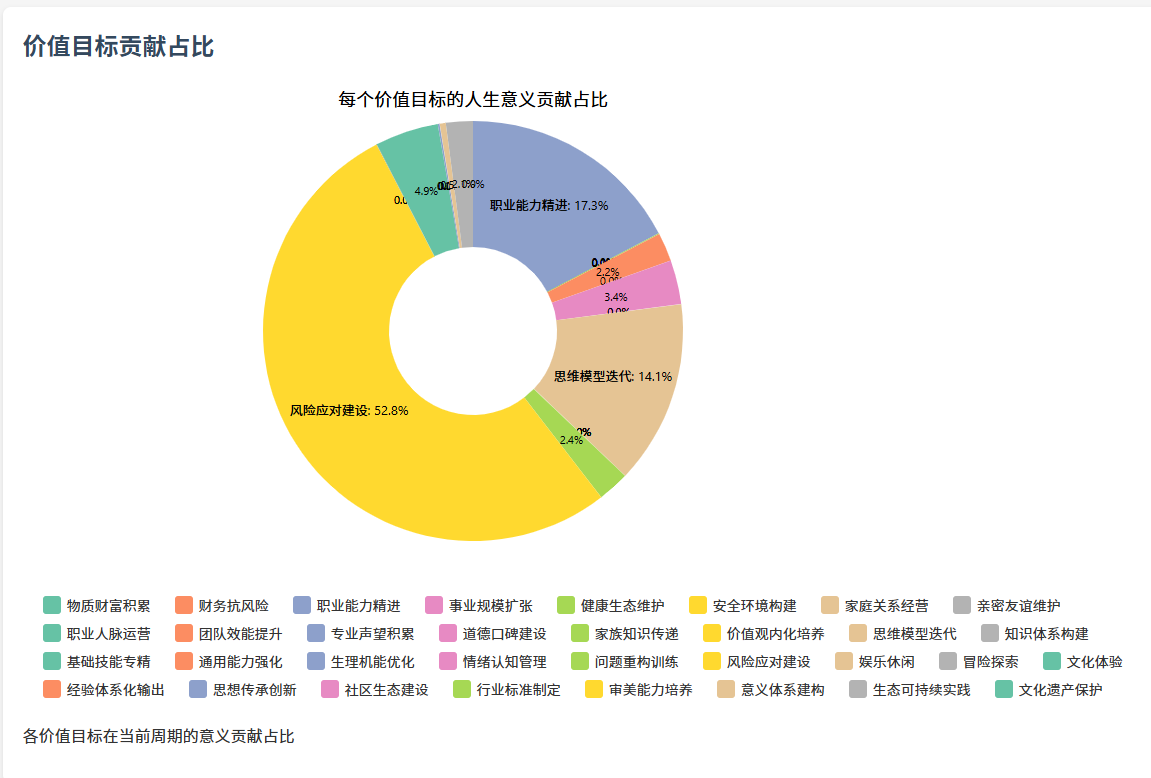 价值目标贡献占比
每个价值目标的人生意义贡献占比
职业能力精进: 17.3%
4.9%
2.2%
3.4%
思维模型迭代: 14.1%
风险应对建设: 52.8%
2.4%
物质财富积累 财务抗风险 职业能力精进 事业规模扩张 健康生态维护 安全环境构建 家庭关系经营 亲密友谊维护
职业人脉运营 团队效能提升 专业声望积累 道德口碑建设 家族知识传递 价值观内化培养 思维模型迭代 知识体系构建
基础技能专精 通用能力强化 生理机能优化 情绪认知管理 问题重构训练 风险应对建设 娱乐休闲 冒险探索 文化体验
经验体系化输出 思想传承创新 社区生态建设 行业标准制定 审美能力培养 意义体系建构 生态可持续实践 文化遗产保护
各价值目标在当前周期的意义贡献占比